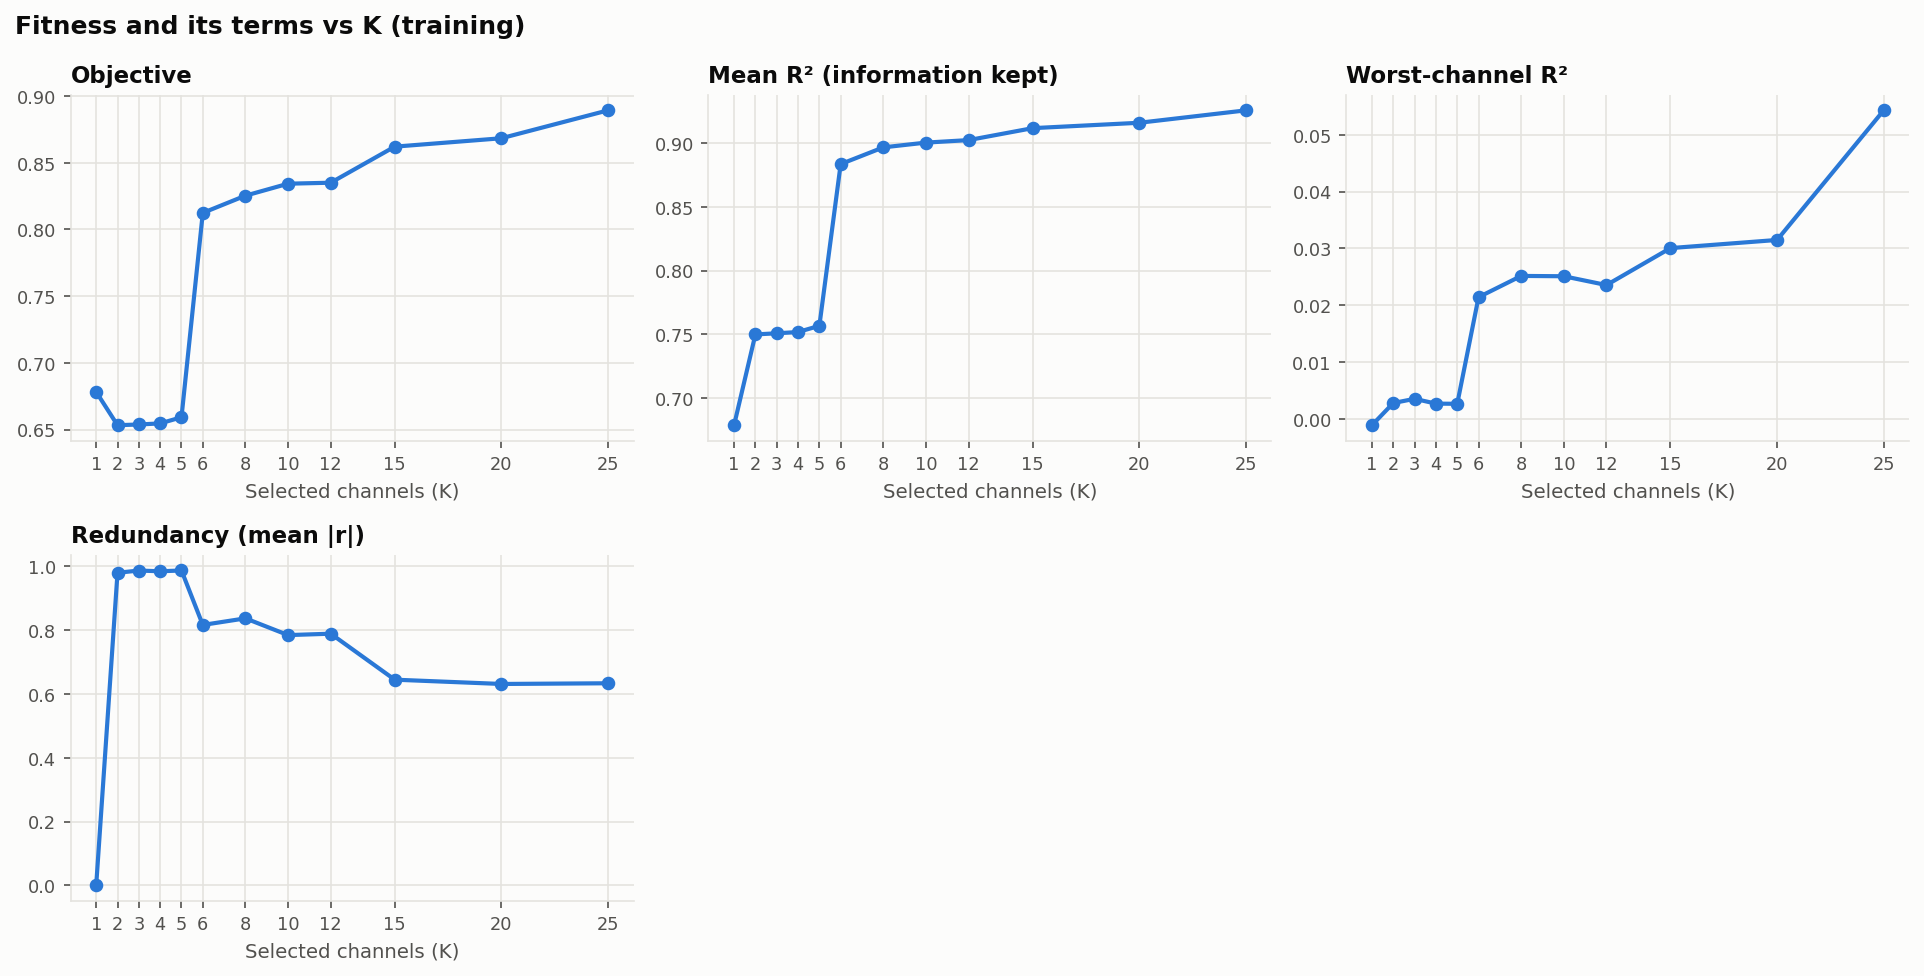 Fitness and its terms vs K (training)
Objective
0.90
0.85
0.80
0.75
0.70
0.65
1 2 3 4 5 6 8 10 12 15 20 25
Selected channels (K)
Mean R² (information kept)
0.90
0.85
0.80
0.75
0.70
1 2 3 4 5 6 8 10 12 15 20 25
Selected channels (K)
Worst-channel R²
0.05
0.04
0.03
0.02
0.01
0.00
1 2 3 4 5 6 8 10 12 15 20 25
Selected channels (K)
Redundancy (mean |r|)
1.0
0.8
0.6
0.4
0.2
0.0
1 2 3 4 5 6 8 10 12 15 20 25
Selected channels (K)